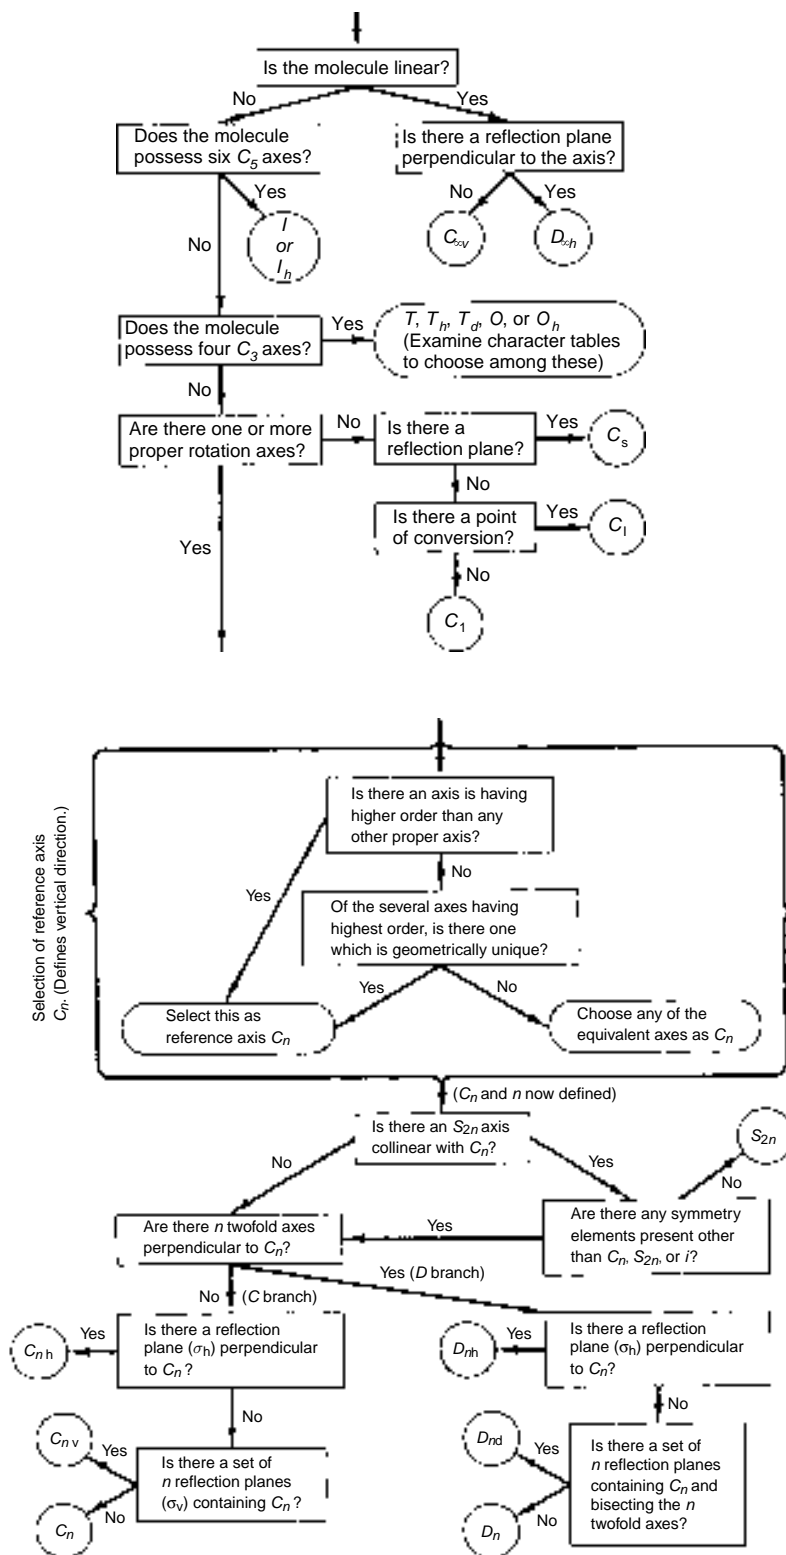 Is the molecule linear?
No
Yes
Does the molecule
possess six C5 axes?
Is there a reflection plane
perpendicular to the axis?
Yes
No
Yes
I
or
Ih
C∞v
D∞h
No
Does the molecule
possess four C3 axes?
Yes
T, Th, Td, O, or Oh
(Examine character tables
to choose among these)
No
Are there one or more
proper rotation axes?
No
Is there a
reflection plane?
Yes
Cs
No
Is there a point
of conversion?
Yes
CI
Yes
No
C1
Selection of reference axis
Cn. (Defines vertical direction.)
Is there an axis is having
higher order than any
other proper axis?
No
Yes
Of the several axes having
highest order, is there one
which is geometrically unique?
Yes
No
Select this as
reference axis Cn
Choose any of the
equivalent axes as Cn
(Cn and n now defined)
Is there an S2n axis
collinear with Cn?
S2n
No
Yes
No
Are there n twofold axes
perpendicular to Cn?
Yes
Are there any symmetry
elements present other
than Cn, S2n, or i?
Yes (D branch)
No (C branch)
Cn h
Yes
Is there a reflection
plane (σh) perpendicular
to Cn ?
Dnh
Yes
Is there a reflection
plane (σh) perpendicular
to Cn?
No
No
Cn v
Yes
Is there a set of
n reflection planes
(σv) containing Cn ?
No
Cn
Dnd
Yes
Is there a set of
n reflection planes
containing Cn and
bisecting the n
twofold axes?
No
Dn